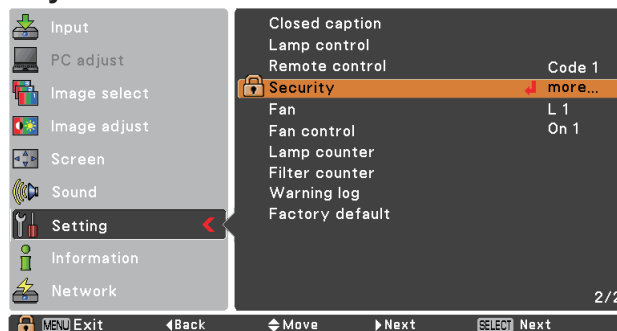 Input
PC adjust
Image select
Image adjust
Screen
Sound
Setting
Information
Network
Closed caption
Lamp control
Remote control Code 1
Security more...
Fan L 1
Fan control On 1
Lamp counter
Filter counter
Warning log
Factory default
2/2
MENU Exit Back Move Next SELECT Next